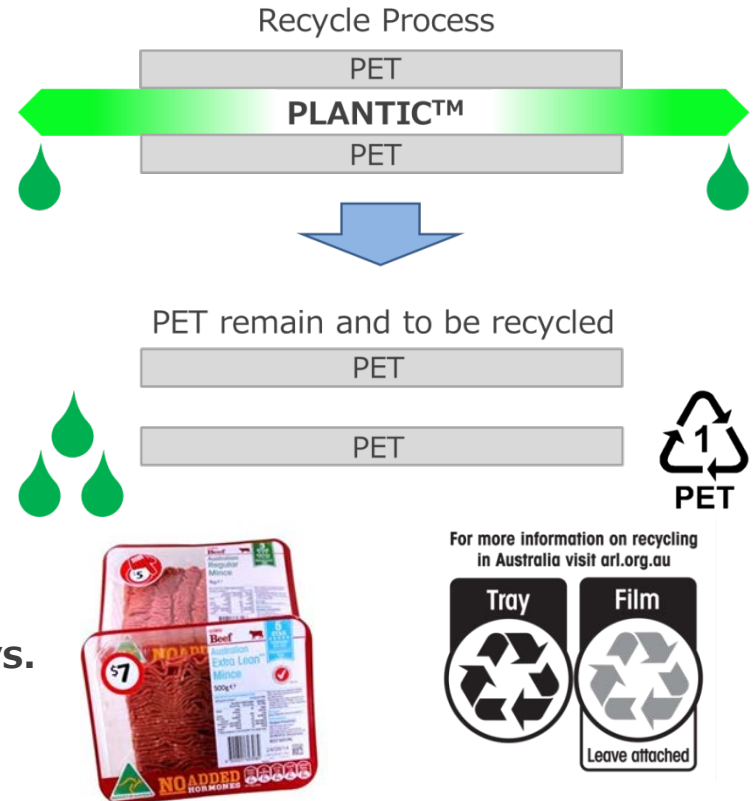 Recycle Process
PET
PLANTIC™
PET
PET remain and to be recycled
PET
PET
1
PET
vs.
$5
Beef
Australian
Regular
Mince
$7
Beef
Australian
Extra Lean
Mince
500g e
NO ADDED
HORMONES
For more information on recycling
in Australia visit arl.org.au
Tray
Film
Leave attached